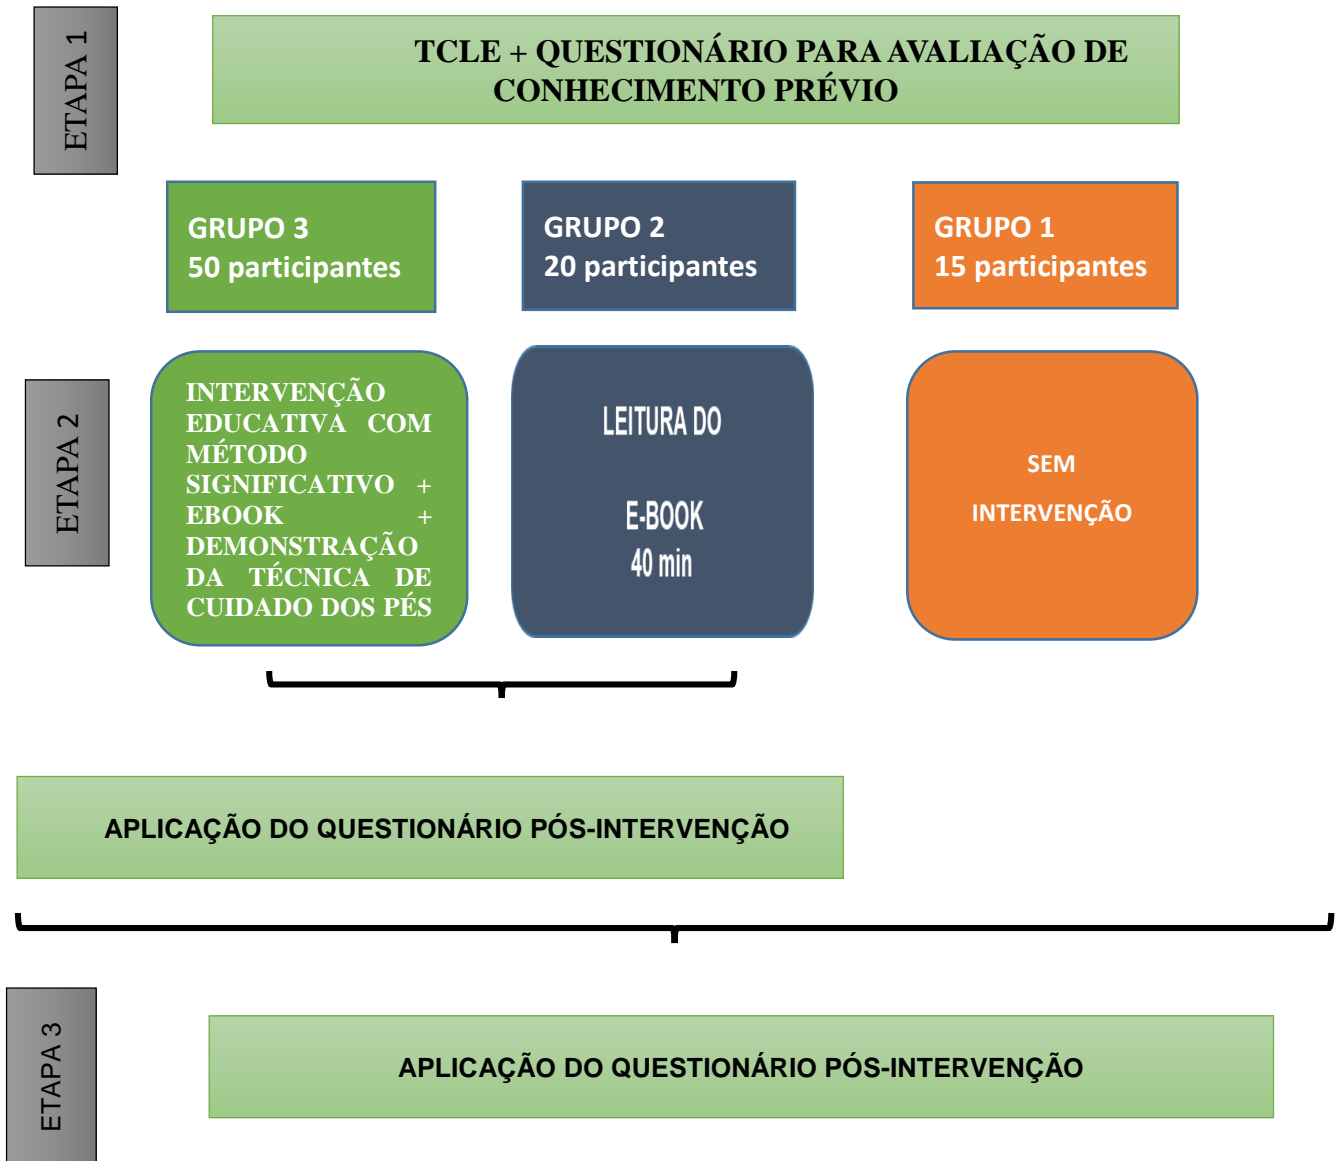 ETAPA 1
TCLE + QUESTIONÁRIO PARA AVALIAÇÃO DE
CONHECIMENTO PRÉVIO
GRUPO 3
50 participantes
GRUPO 2
20 participantes
GRUPO 1
15 participantes
ETAPA 2
INTERVENÇÃO
EDUCATIVA COM
MÉTODO
SIGNIFICATIVO +
EBOOK +
DEMONSTRAÇÃO
DA TÉCNICA DE
CUIDADO DOS PÉS
LEITURA DO
E-BOOK
40 min
SEM
INTERVENÇÃO
APLICAÇÃO DO QUESTIONÁRIO PÓS-INTERVENÇÃO
ETAPA 3
APLICAÇÃO DO QUESTIONÁRIO PÓS-INTERVENÇÃO